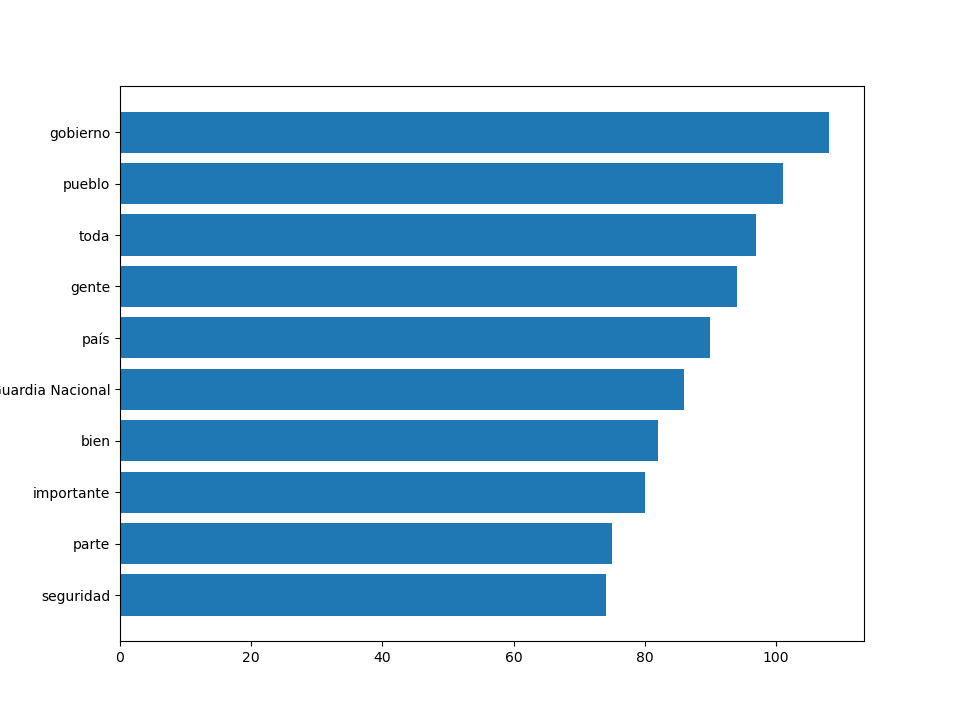 gobierno
pueblo
toda
gente
país
uardia Nacional
bien
importante
parte
seguridad
0 20 40 60 80 100